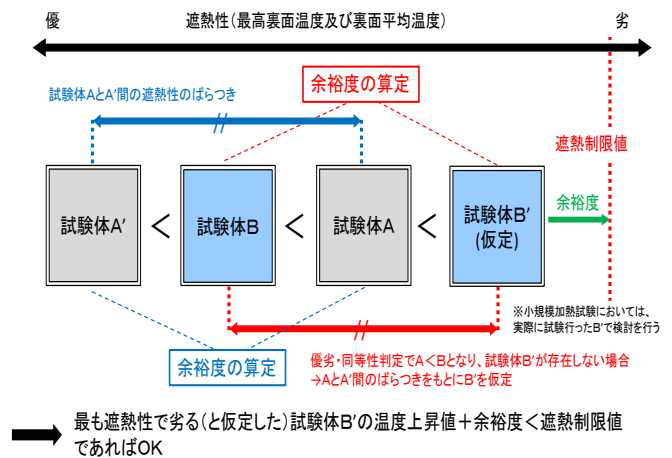 優
遮熱性(最高裏面温度及び裏面平均温度)
劣
試験体AとA’間の遮熱性のばらつき
余裕度の算定
遮熱制限値
試験体A’
<
試験体B
<
試験体A
<
試験体B’
(仮定)
余裕度
※小規模加熱試験においては、
実際に試験行ったB’で検討を行う
余裕度の算定
優劣・同等性判定でA<Bとなり、試験体B’が存在しない場合
→AとA’間のばらつきをもとにB’を仮定
最も遮熱性で劣る(と仮定した)試験体B’の温度上昇値+余裕度<遮熱制限値
であればOK